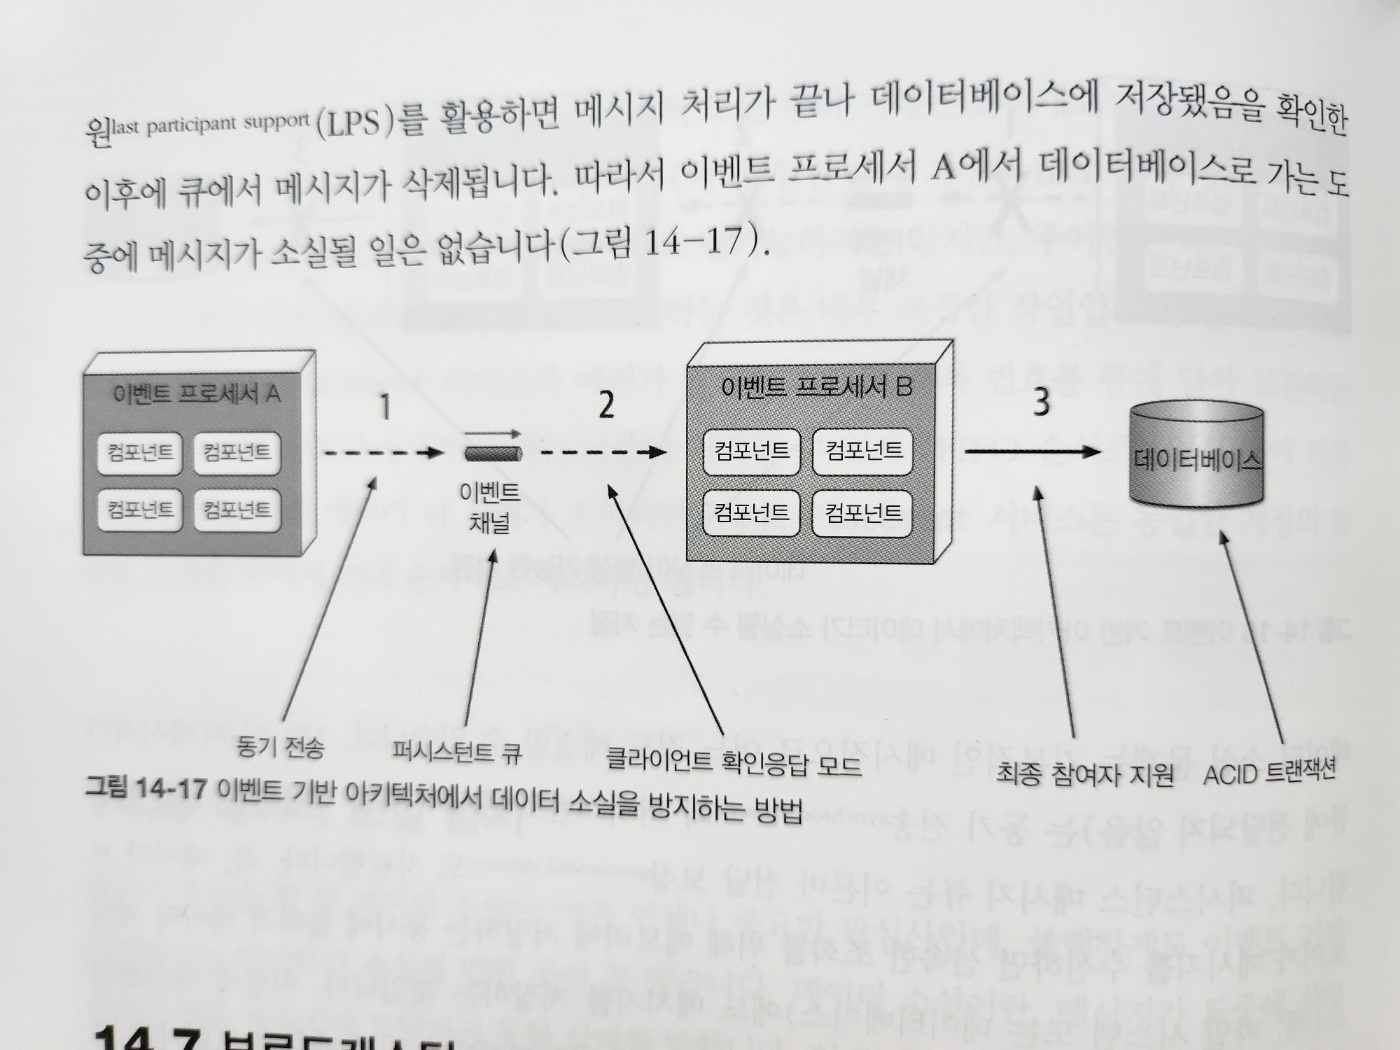 원last participant support(LPS)를 활용하면 메시지 처리가 끝나 데이터베이스에 저장됐음을 확인한
이후에 큐에서 메시지가 삭제됩니다. 따라서 이벤트 프로세서 A에서 데이터베이스로 가는 도
중에 메시지가 소실될 일은 없습니다(그림 14-17).
이벤트 프로세서 A
컴포넌트 컴포넌트
컴포넌트 컴포넌트
1
이벤트
채널
2
이벤트 프로세서 B
컴포넌트 컴포넌트
컴포넌트 컴포넌트
3
데이터베이스
동기 전송
퍼시스턴트 큐
클라이언트 확인응답 모드
최종 참여자 지원
ACID 트랜잭션
그림 14-17 이벤트 기반 아키텍처에서 데이터 소실을 방지하는 방법
14.7 브로드캐스팅